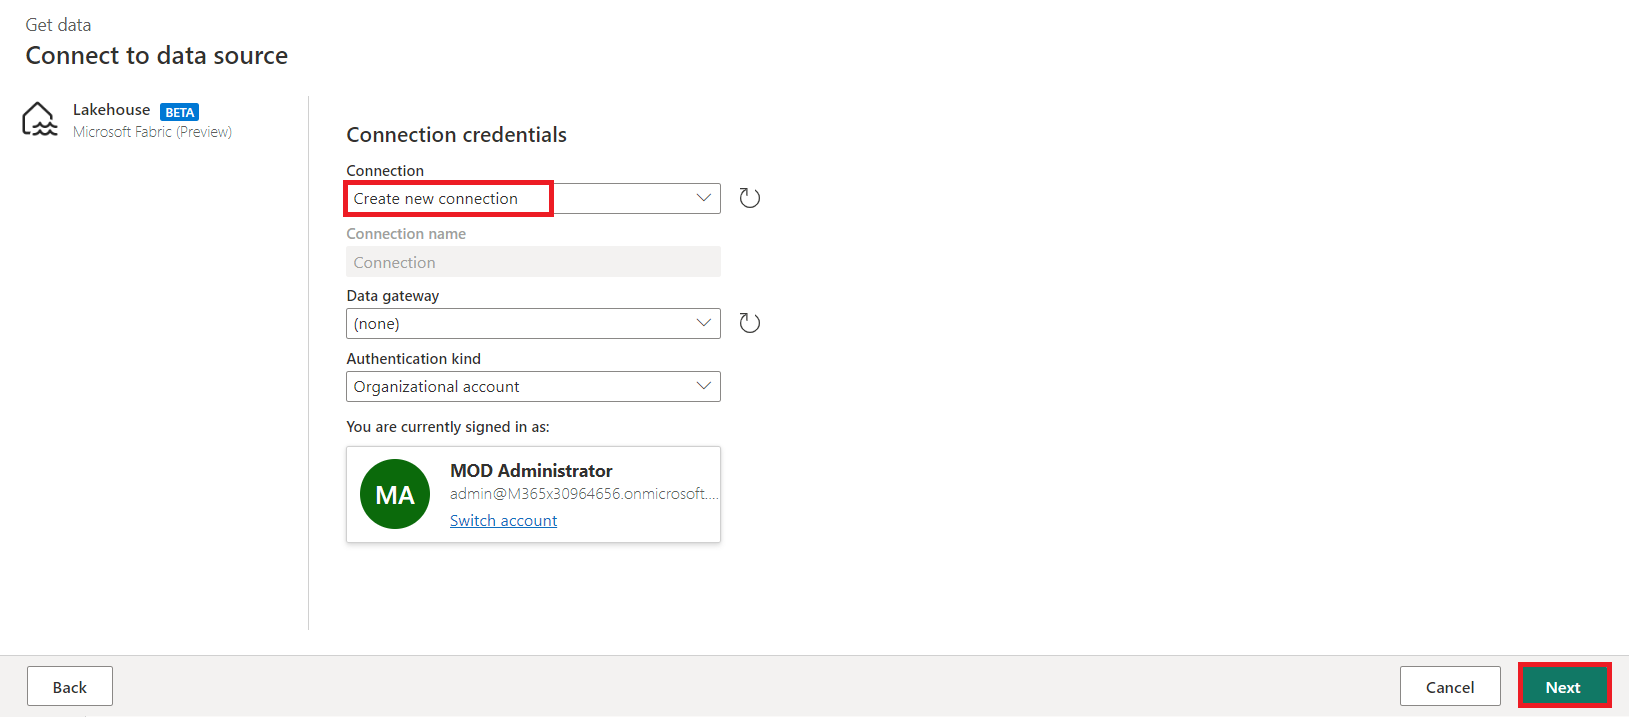 Get data
Connect to data source
Lakehouse BETA
Microsoft Fabric (Preview)
Connection credentials
Connection
Create new connection
Connection name
Connection
Data gateway
(none)
Authentication kind
Organizational account
You are currently signed in as:
MA
MOD Administrator
admin@M365x30964656.onmicrosoft....
Switch account
Back
Cancel
Next